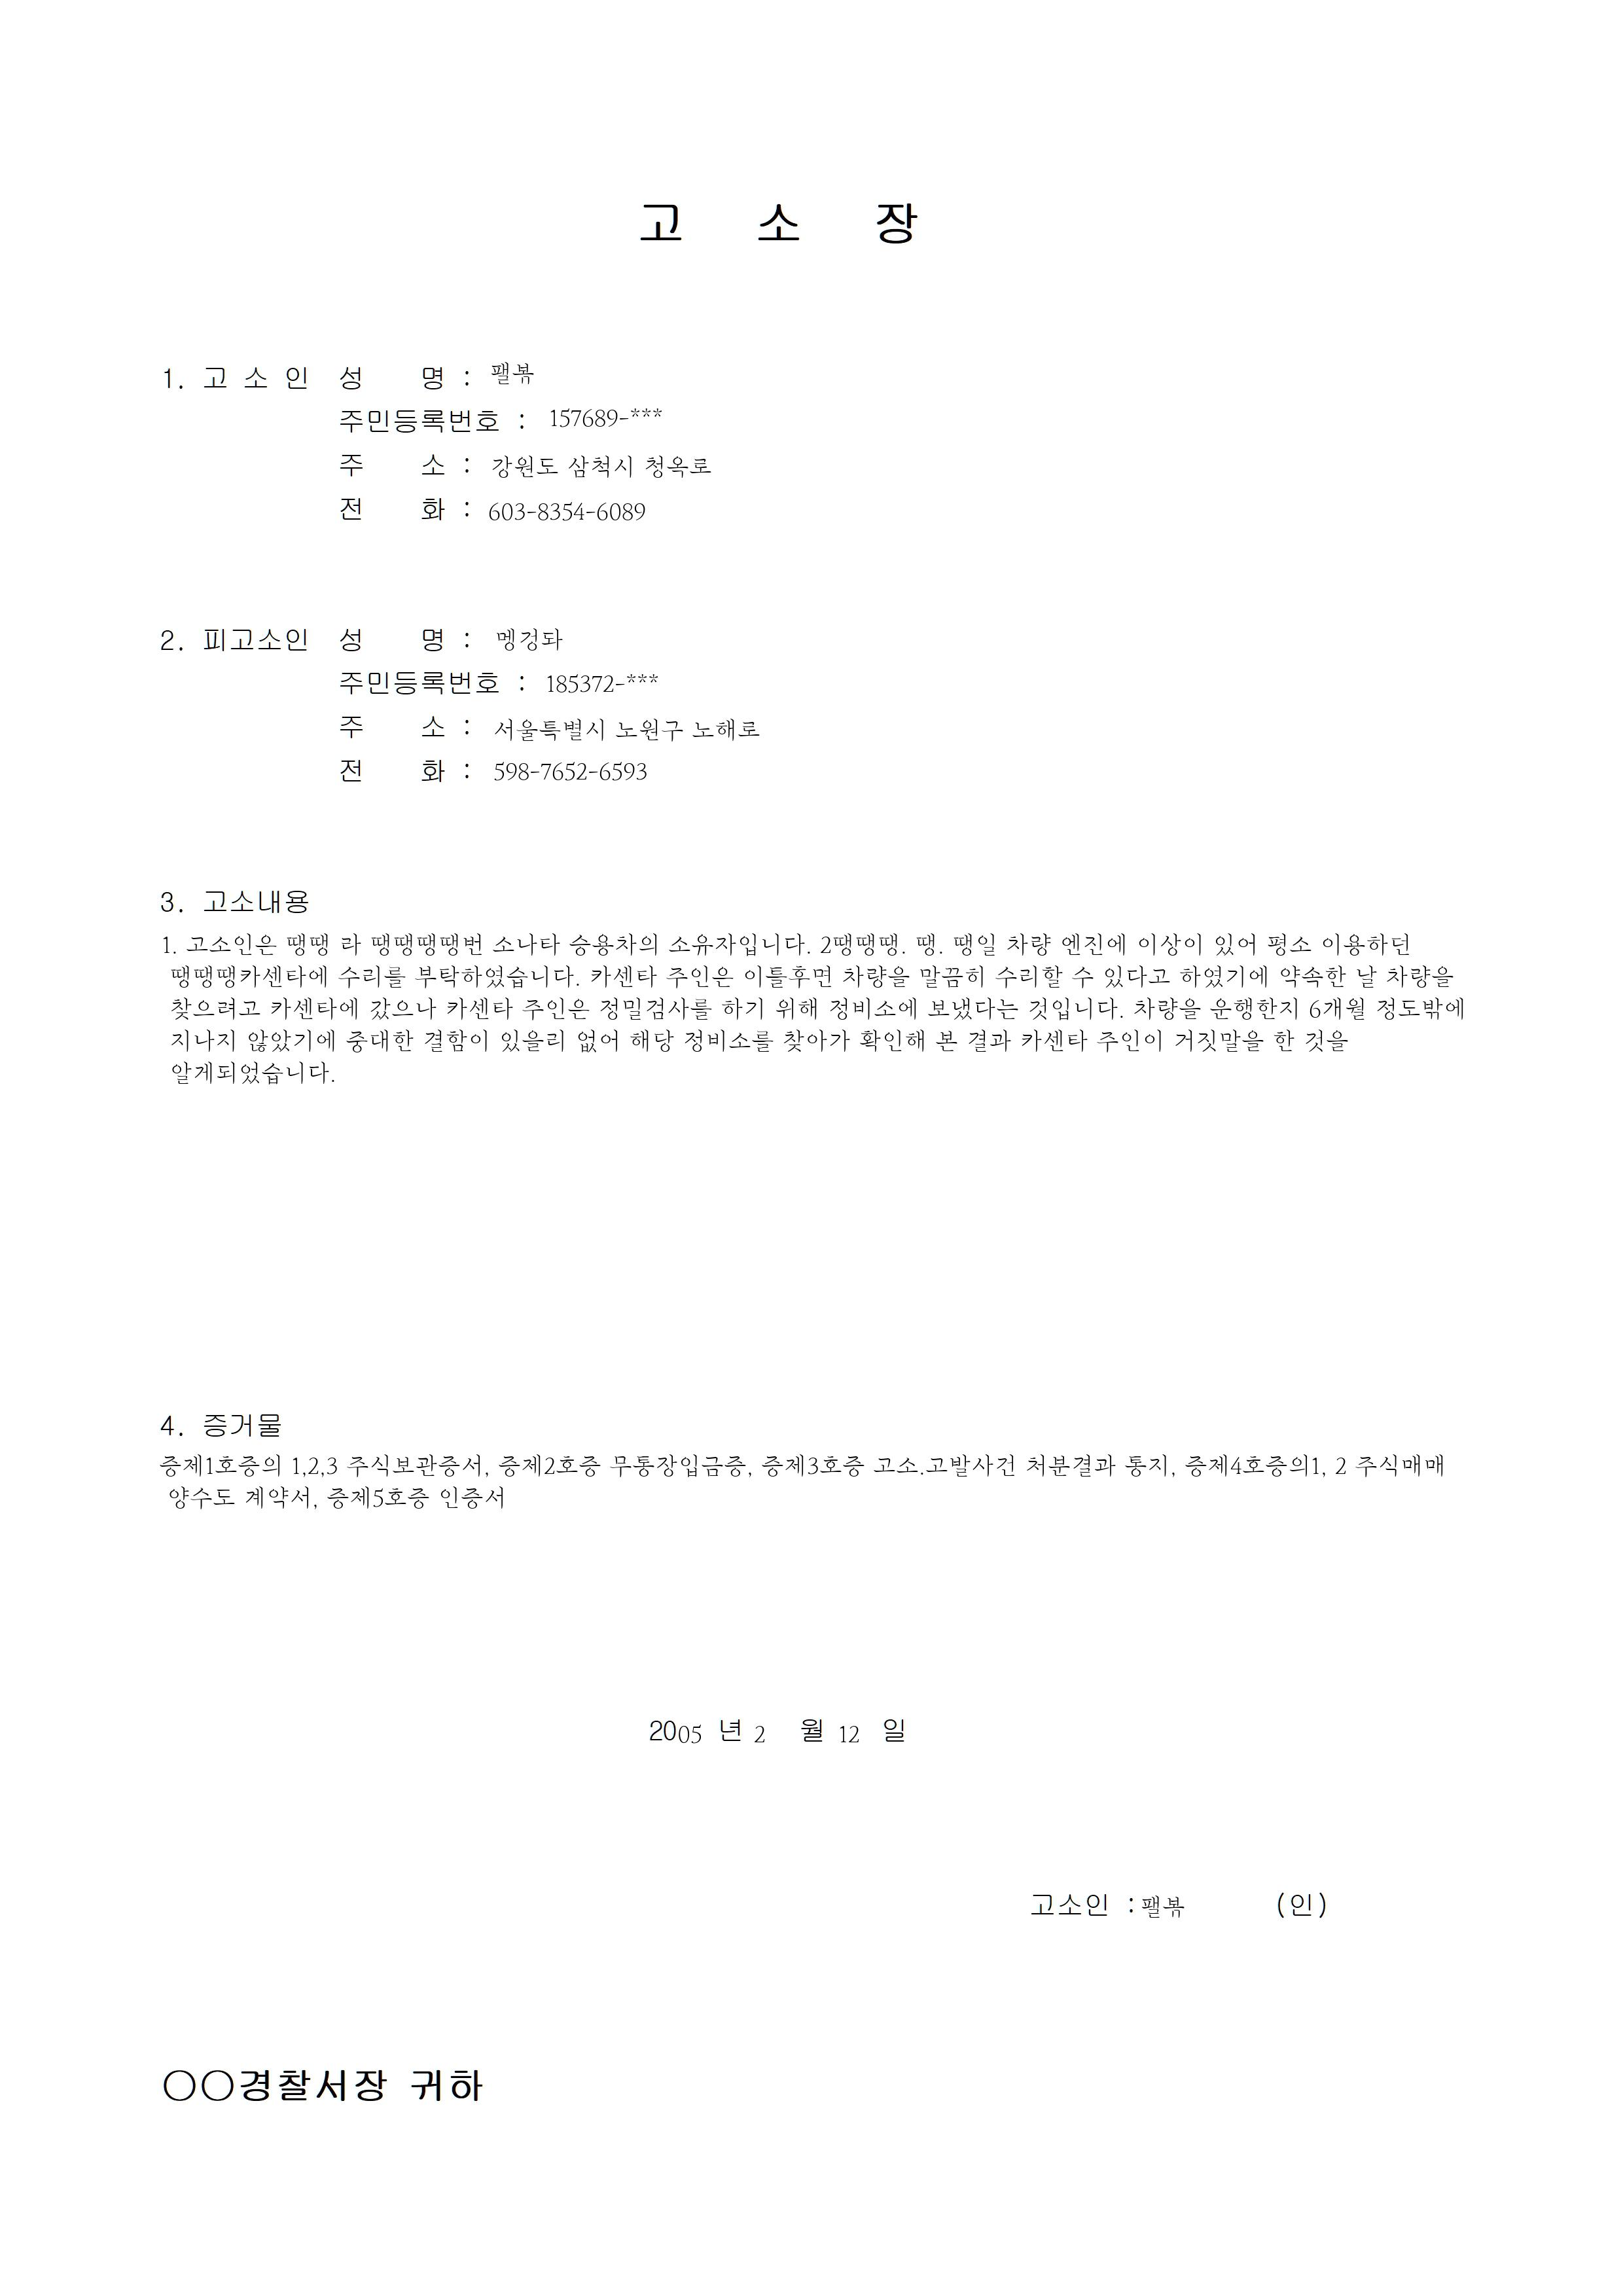 고 소 장
1. 고 소 인 성 명 : 팰봌
주민등록번호 : 157689-***
주 소 : 강원도 삼척시 청옥로
전 화 : 603-8354-6089
2. 피고소인 성 명 : 멩겅돠
주민등록번호 : 185372-***
주 소 : 서울특별시 노원구 노해로
전 화 : 598-7652-6593
3. 고소내용
1. 고소인은 땡땡 라 땡땡땡땡번 소나타 승용차의 소유자입니다. 2땡땡땡. 땡. 땡일 차량 엔진에 이상이 있어 평소 이용하던
땡땡땡카센타에 수리를 부탁하였습니다. 카센타 주인은 이틀후면 차량을 말끔히 수리할 수 있다고 하였기에 약속한 날 차량을
찾으려고 카센타에 갔으나 카센타 주인은 정밀검사를 하기 위해 정비소에 보냈다는 것입니다. 차량을 운행한지 6개월 정도밖에
지나지 않았기에 중대한 결함이 있을리 없어 해당 정비소를 찾아가 확인해 본 결과 카센타 주인이 거짓말을 한 것을
알게되었습니다.
4. 증거물
증제1호증의 1,2,3 주식보관증서, 증제2호증 무통장입금증, 증제3호증 고소.고발사건 처분결과 통지, 증제4호증의1, 2 주식매매
양수도 계약서, 증제5호증 인증서
2005 년 2 월 12 일
고소인 : 팰봌 (인)
○○경찰서장 귀하